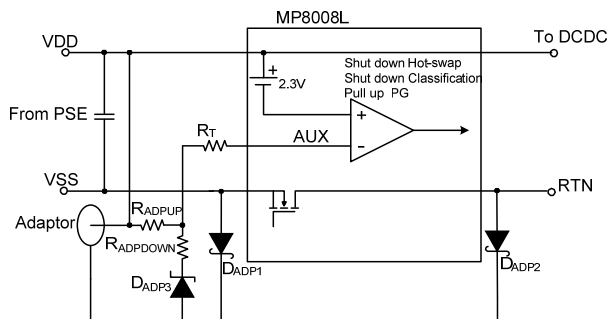 MP8008L
VDD
To DCDC
Shut down Hot-swap
Shut down Classification
Pull up PG
+
2.3V
From PSE
+
RT
AUX
-
VSS
RTN
Adaptor
RADPUP
RADPDOWN
DADP1
DADP2
DADP3